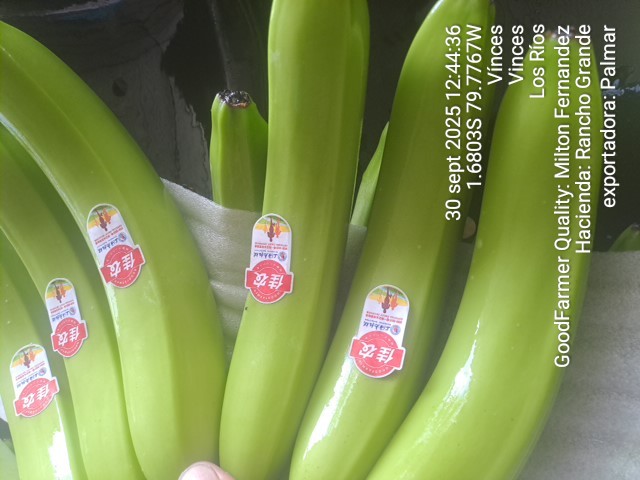 佳农
佳农
佳农
佳农
佳农
30 sept 2025 12:44:36
1.6803S 79.7767W
Vínces
Vinces
Los Ríos
GoodFarmer Quality: Milton Fernandez
Hacienda: Rancho Grande
exportadora: Palmar